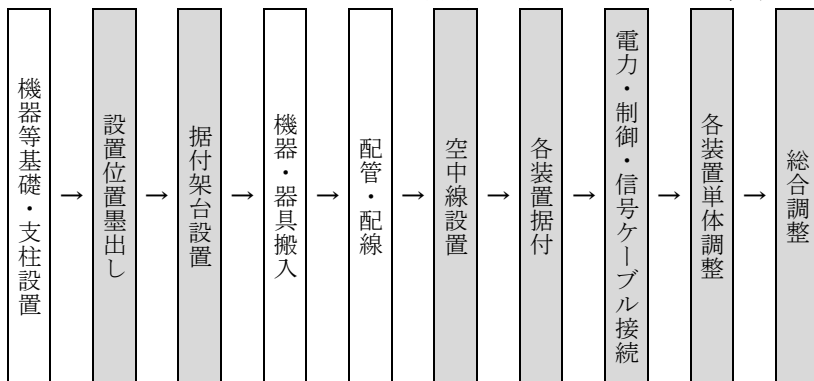 機器等基礎・支柱設置
→
設置位置墨出し
→
据付架台設置
→
機器・器具搬入
→
配管・配線
→
空中線設置
→
各装置据付
→
電力・制御・信号ケーブル接続
→
各装置単体調整
→
総合調整